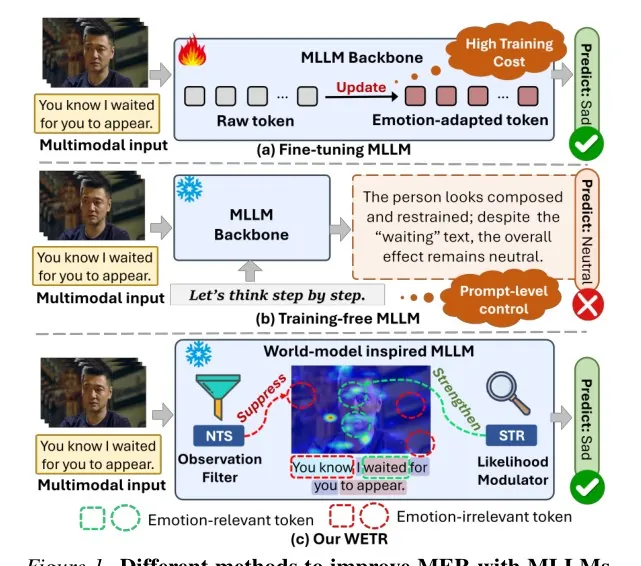 MLLM Backbone
High Training
Cost
You know I waited
for you to appear.
Multimodal input
Raw token
Update
Emotion-adapted token
(a) Fine-tuning MLLM
Predict: Sad
MLLM
Backbone
You know I waited
for you to appear.
Multimodal input
Let's think step by step.
The person looks composed
and restrained; despite the
“waiting” text, the overall
effect remains neutral.
Prompt-level
control
(b) Training-free MLLM
Predict: Neutral
World-model inspired MLLM
You know I waited
for you to appear.
Multimodal input
NTS
Observation
Filter
Suppress
You know I waited for
you to appear.
Strengthen
STR
Likelihood
Modulator
Predict: Sad
(c) Our WETR
Emotion-relevant token
Emotion-irrelevant token
Figure 1. Different methods to improve MER with MLLMs